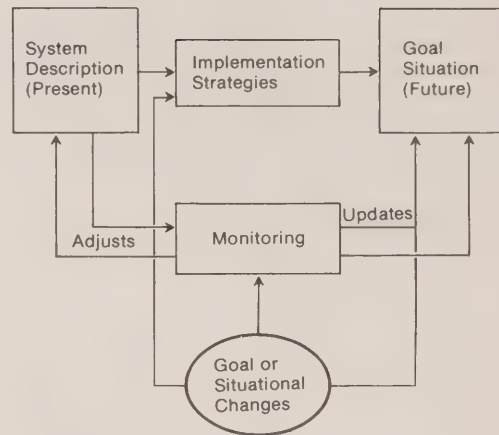 System
Description
(Present)
Implementation
Strategies
Goal
Situation
(Future)
Adjusts
Monitoring
Updates
Goal or
Situational
Changes